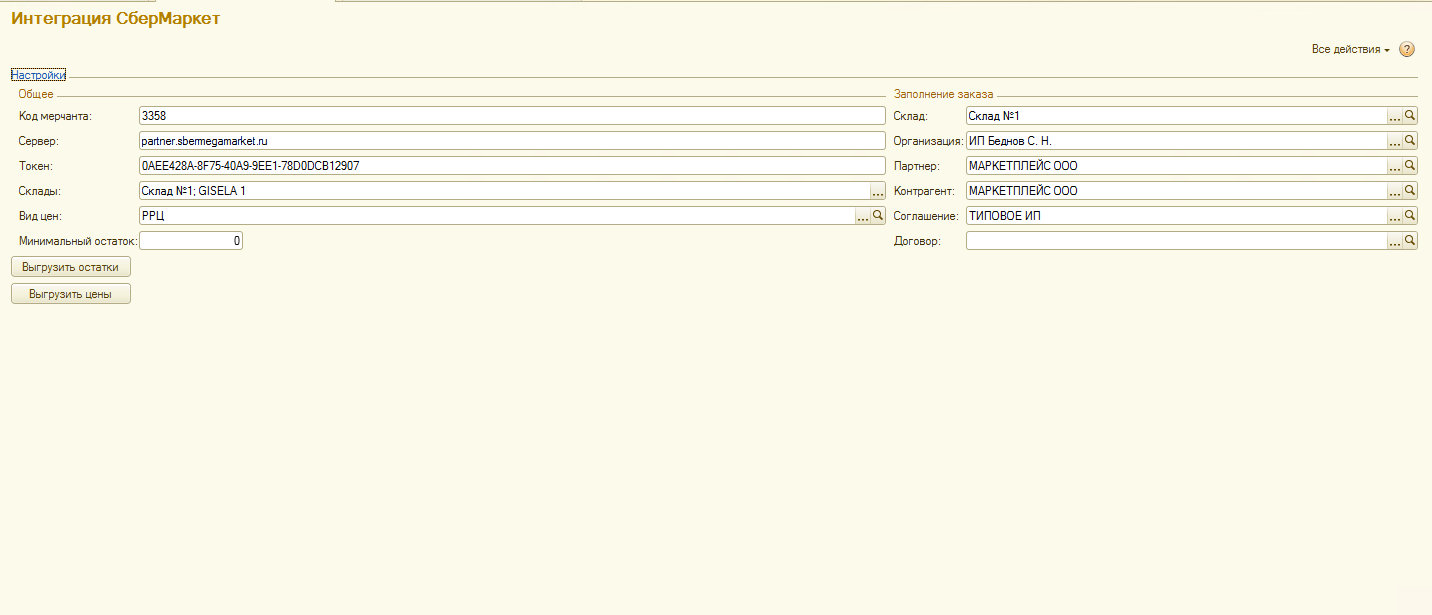 Интеграция СберМаркет
Все действия
Настройки
Общее
Код мерчанта: 3358
Сервер: partner.sbermegamarket.ru
Токен: 0AEE428A-8F75-40A9-9EE1-78D0DCB12907
Склады: Склад №1; GISELA 1
Вид цен: РРЦ
Минимальный остаток: 0
Выгрузить остатки
Выгрузить цены
Заполнение заказа
Склад: Склад №1
Организация: ИП Беднов С. Н.
Партнер: МАРКЕТПЛЕЙС ООО
Контрагент: МАРКЕТПЛЕЙС ООО
Соглашение: ТИПОВОЕ ИП
Договор: